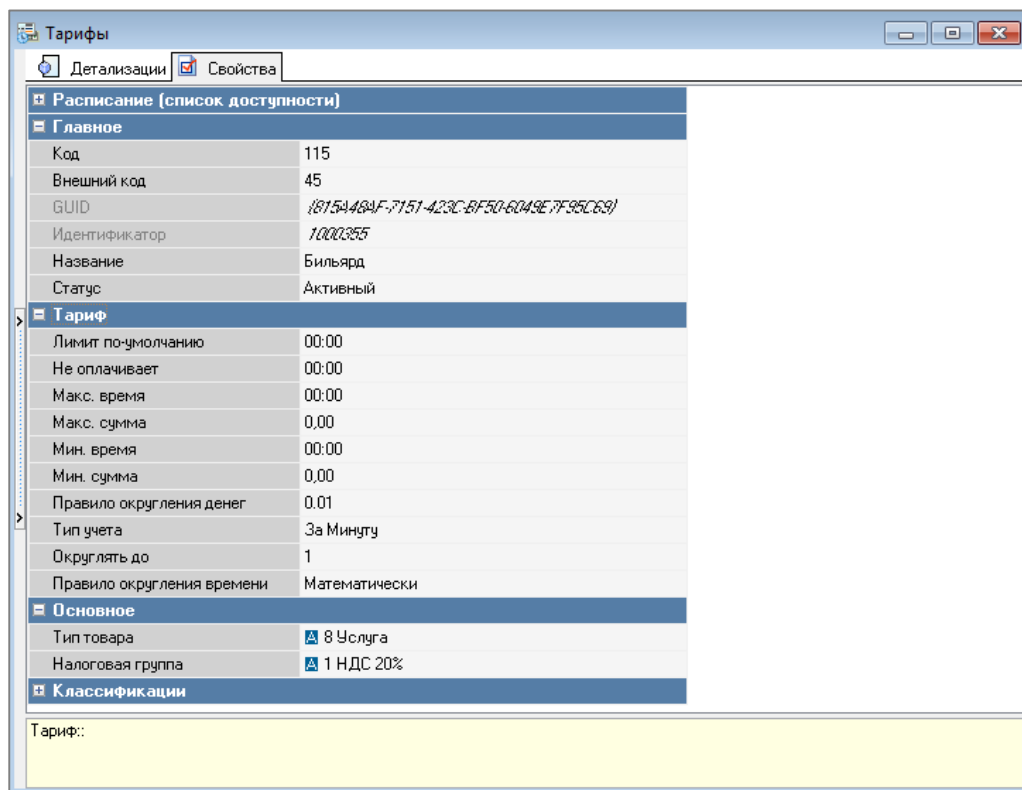 Тарифы
Детализации Свойства
Расписание (список доступности)
Главное
Код 115
Внешний код 45
GUID {815A48AF-7151-423C-BF50-6049E7F95C69}
Идентификатор 1000355
Название Бильярд
Статус Активный
Тариф
Лимит по-умолчанию 00:00
Не оплачивает 00:00
Макс. время 00:00
Макс. сумма 0,00
Мин. время 00:00
Мин. сумма 0,00
Правило округления денег 0.01
Тип учета За Минуту
Округлять до 1
Правило округления времени Математически
Основное
Тип товара А 8 Услуга
Налоговая группа А 1 НДС 20%
Классификации
Тариф::